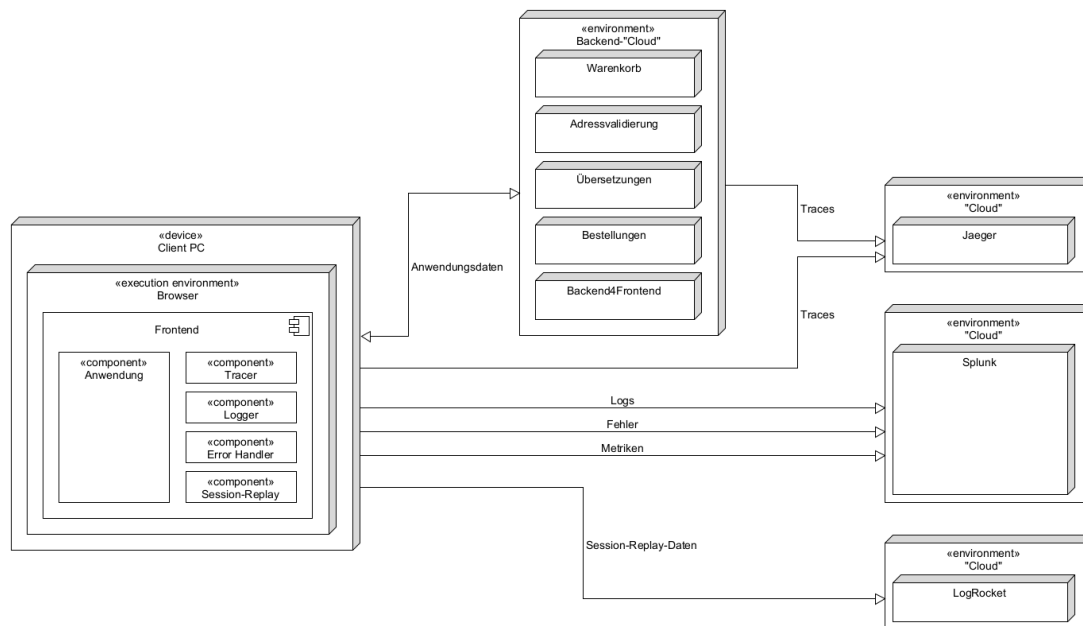 «environment»
Backend-"Cloud"
Warenkorb
Adressvalidierung
Übersetzungen
Bestellungen
Backend4Frontend
«device»
Client PC
«execution environment»
Browser
Frontend
«component»
Anwendung
«component»
Tracer
«component»
Logger
«component»
Error Handler
«component»
Session-Replay
Anwendungsdaten
Traces
Traces
Logs
Fehler
Metriken
Session-Replay-Daten
«environment»
"Cloud"
Jaeger
«environment»
"Cloud"
Splunk
«environment»
"Cloud"
LogRocket